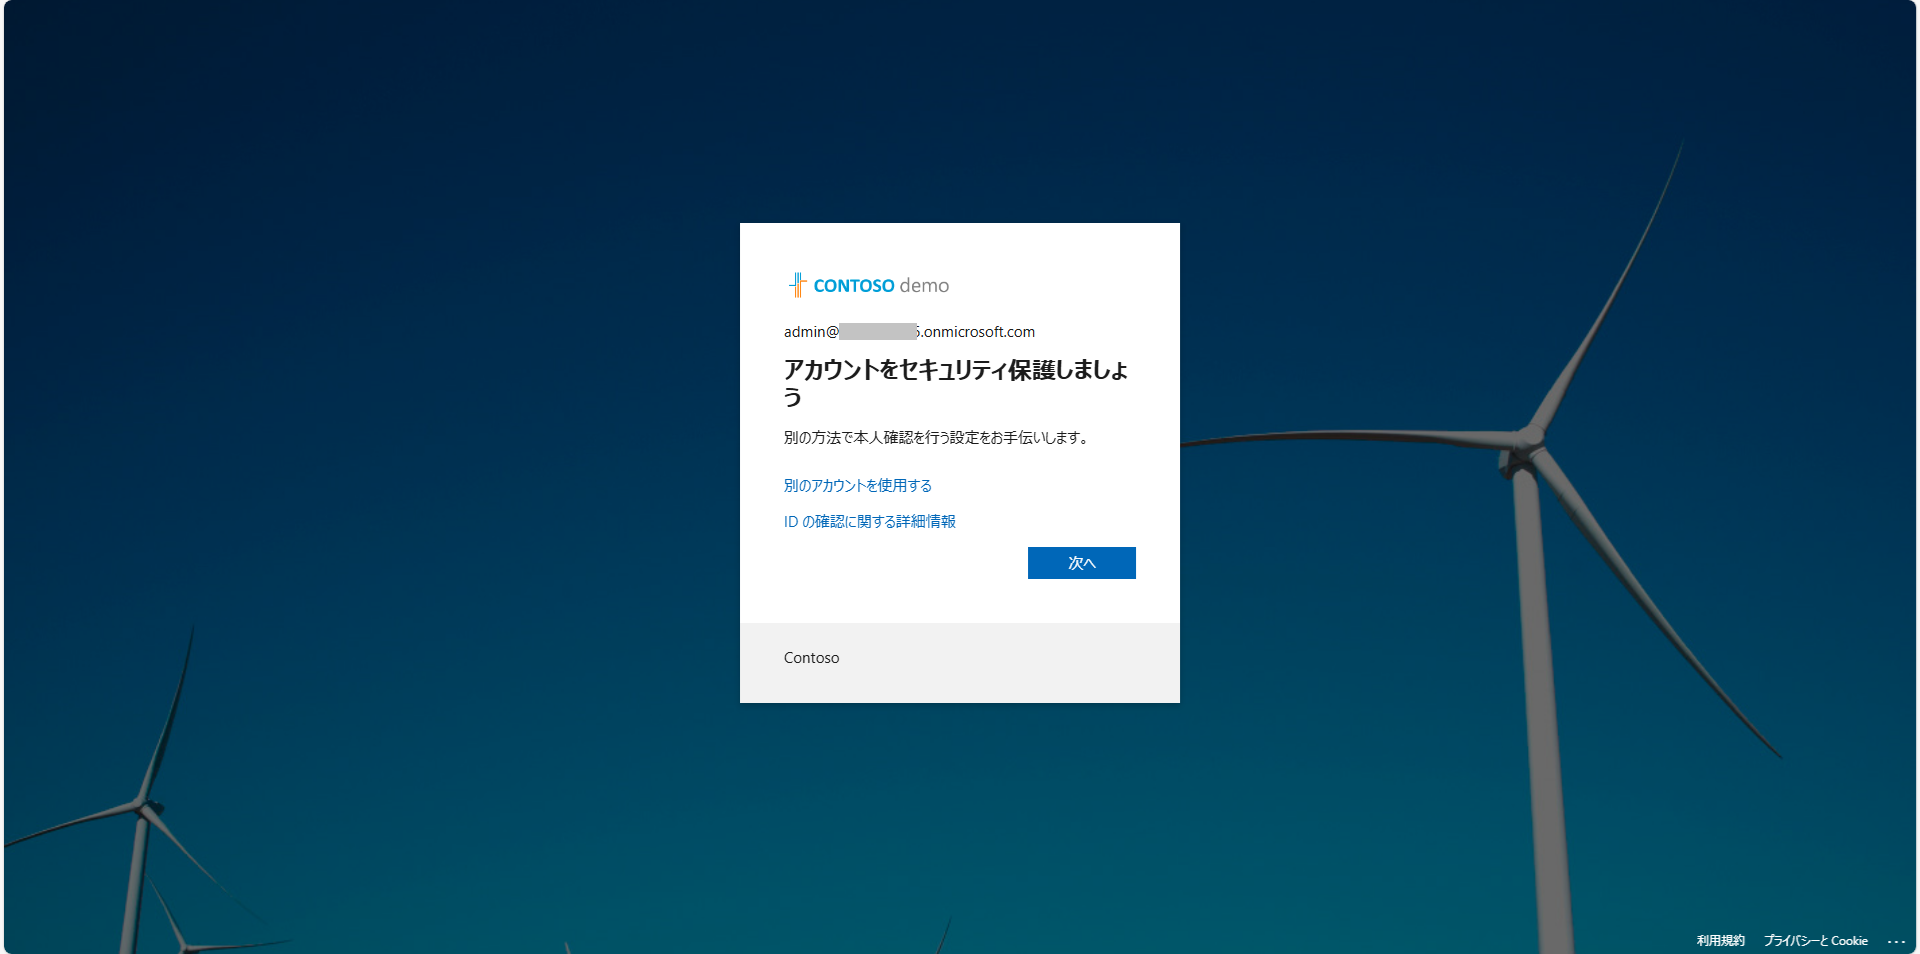 CONTOSO demo
admin@ 5.onmicrosoft.com
アカウントをセキュリティ保護しましょ
う
別の方法で本人確認を行う設定をお手伝いします。
別のアカウントを使用する
ID の確認に関する詳細情報
次へ
Contoso
利用規約 プライバシーと Cookie ...